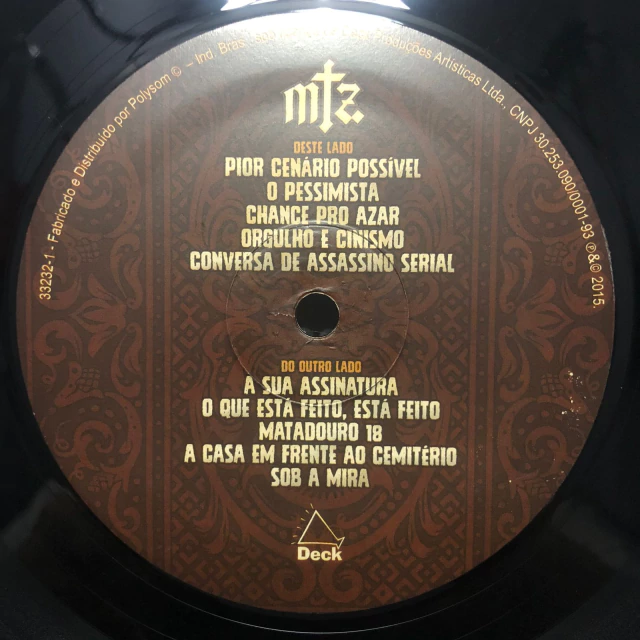 33232-1 - Fabricado e Distribuído por Polysom © - Ind. Bras. Produções Artísticas Ltda, CNPJ 30.253.090/0001-93 ℗&© 2015.
m†z
DESTE LADO
PIOR CENÁRIO POSSÍVEL
O PESSIMISTA
CHANCE PRO AZAR
ORGULHO E CINISMO
CONVERSA DE ASSASSINO SERIAL
DO OUTRO LADO
A SUA ASSINATURA
O QUE ESTÁ FEITO, ESTÁ FEITO
MATADOURO 18
A CASA EM FRENTE AO CEMITÉRIO
SOB A MIRA
Deck